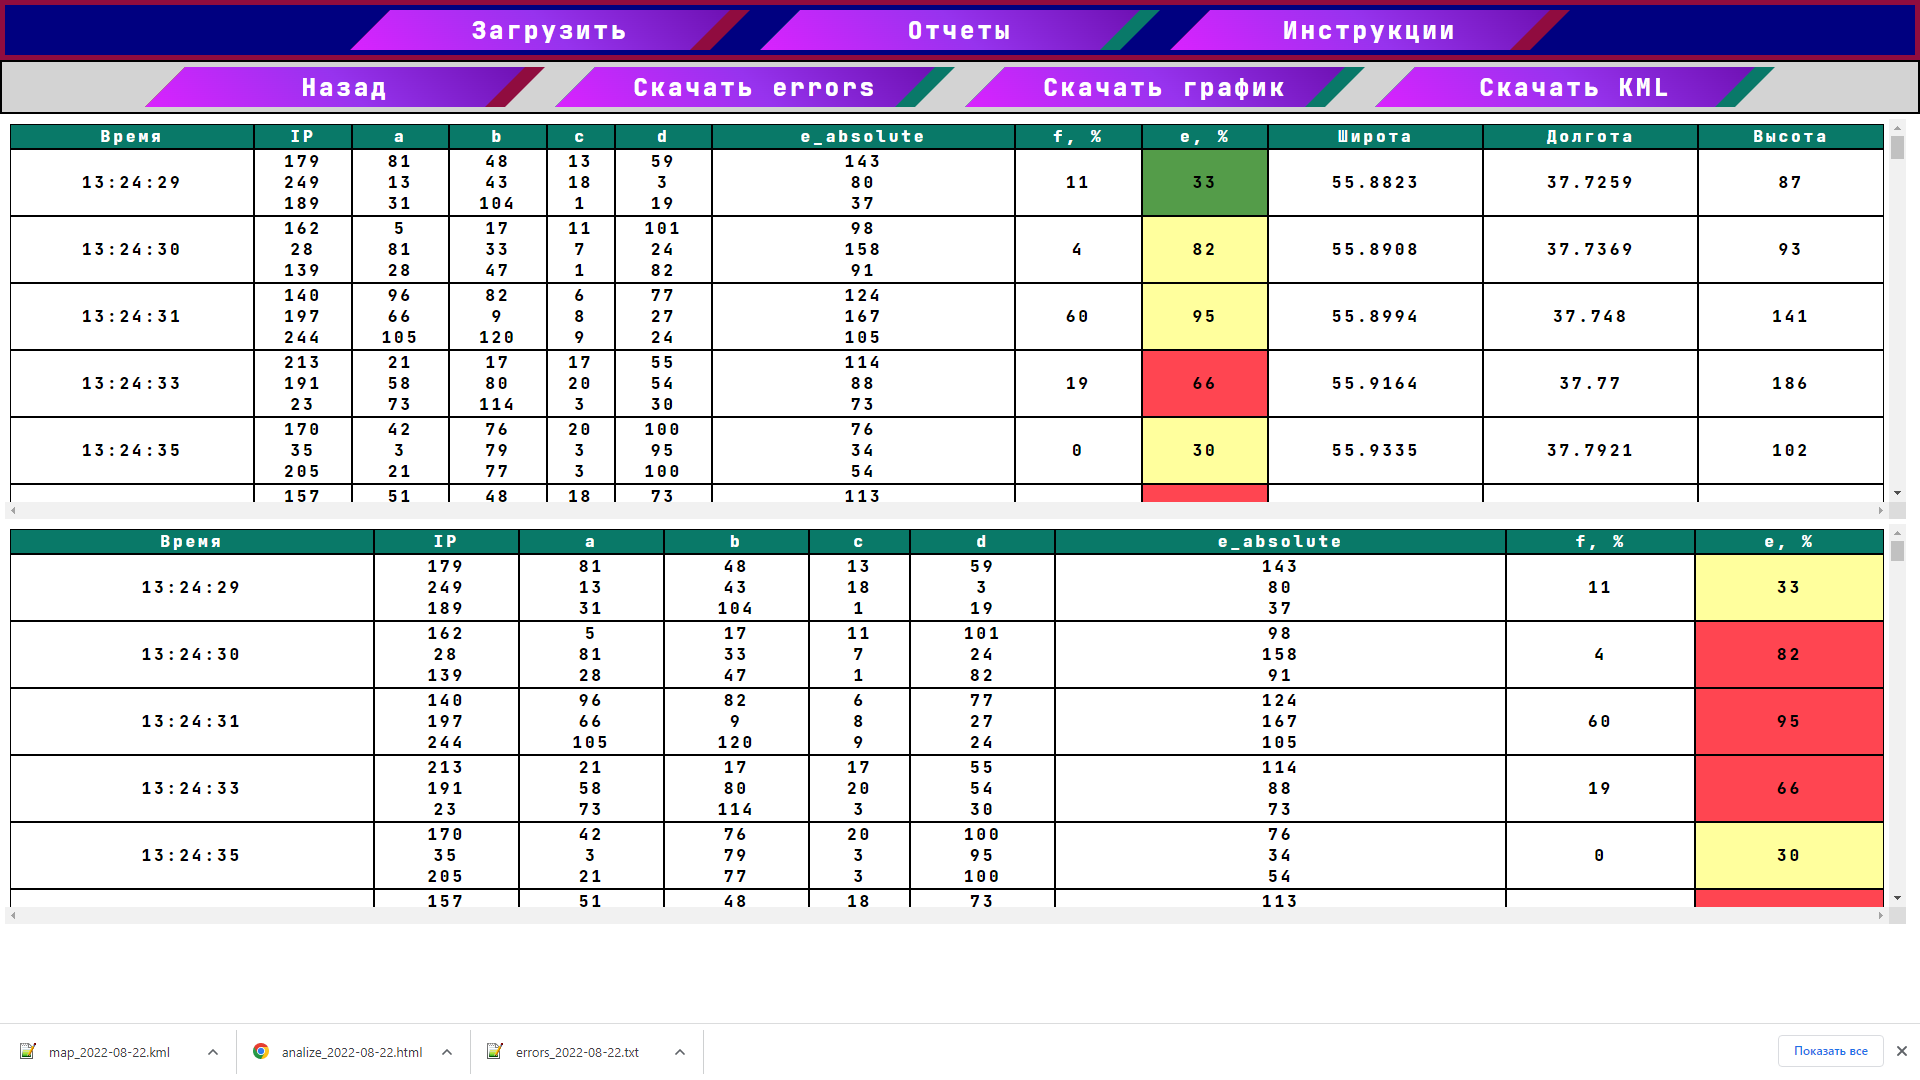 Загрузить Отчеты Инструкции
Назад Скачать errors Скачать график Скачать KML
Время IP a b c d e_absolute f, % e, % Широта Долгота Высота
179 81 48 13 59 143
13:24:29 249 13 43 18 3 80 11 33 55.8823 37.7259 87
189 31 104 1 19 37
162 5 17 11 101 98
13:24:30 28 81 33 7 24 158 4 82 55.8908 37.7369 93
139 28 47 1 82 91
140 96 82 6 77 124
13:24:31 197 66 9 8 27 167 60 95 55.8994 37.748 141
244 105 120 9 24 105
213 21 17 17 55 114
13:24:33 191 58 80 20 54 88 19 66 55.9164 37.77 186
23 73 114 3 30 73
170 42 76 20 100 76
13:24:35 35 3 79 3 95 34 0 30 55.9335 37.7921 102
205 21 77 3 100 54
157 51 48 18 73 113
Время IP a b c d e_absolute f, % e, %
179 81 48 13 59 143
13:24:29 249 13 43 18 3 80 11 33
189 31 104 1 19 37
162 5 17 11 101 98
13:24:30 28 81 33 7 24 158 4 82
139 28 47 1 82 91
140 96 82 6 77 124
13:24:31 197 66 9 8 27 167 60 95
244 105 120 9 24 105
213 21 17 17 55 114
13:24:33 191 58 80 20 54 88 19 66
23 73 114 3 30 73
170 42 76 20 100 76
13:24:35 35 3 79 3 95 34 0 30
205 21 77 3 100 54
157 51 48 18 73 113
map_2022-08-22.kml analize_2022-08-22.html errors_2022-08-22.txt Показать все